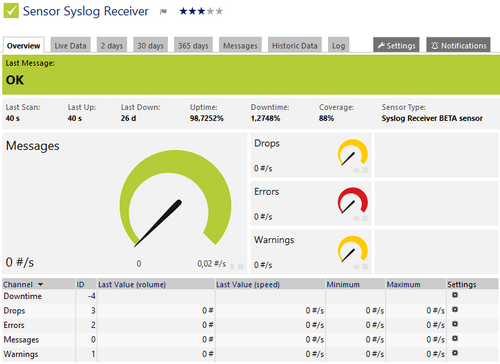 Sensor Syslog Receiver
Overview Live Data 2 days 30 days 365 days Messages Historic Data Log Settings Notifications
Last Message:
OK
Last Scan: Last Up: Last Down: Uptime: Downtime: Coverage: Sensor Type:
40 s 40 s 26 d 98,7252% 1,2748% 88% Syslog Receiver BETA sensor
Messages
0 #/s
0 0,02 #/s
Drops
0 #/s
Errors
0 #/s
Warnings
0 #/s
Channel ID Last Value (volume) Last Value (speed) Minimum Maximum Settings
Downtime -4
Drops 3 0 # 0 #/s 0 #/s 0 #/s
Errors 2 0 # 0 #/s 0 #/s 0 #/s
Messages 0 0 # 0 #/s 0 #/s 0 #/s
Warnings 1 0 # 0 #/s 0 #/s 0 #/s